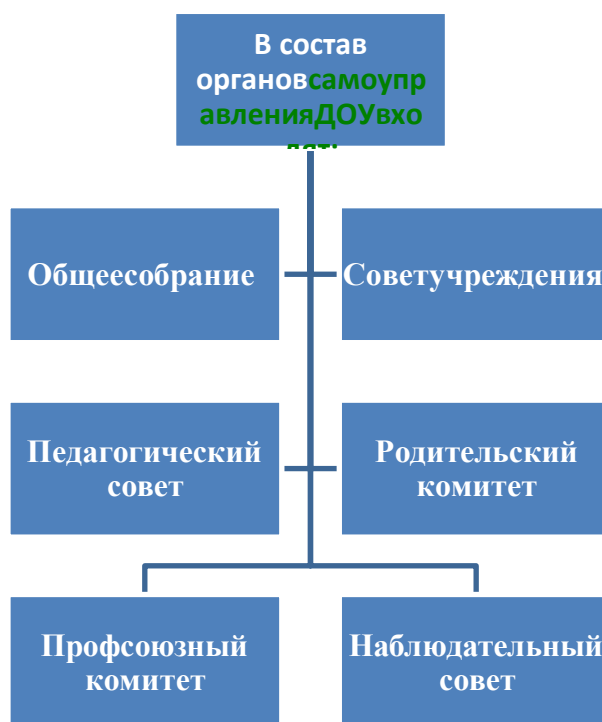 В состав
органовсамоупр
авленияДОУвхо
Общеесобрание
Советучреждения
Педагогический
совет
Родительский
комитет
Профсоюзный
комитет
Наблюдательный
совет